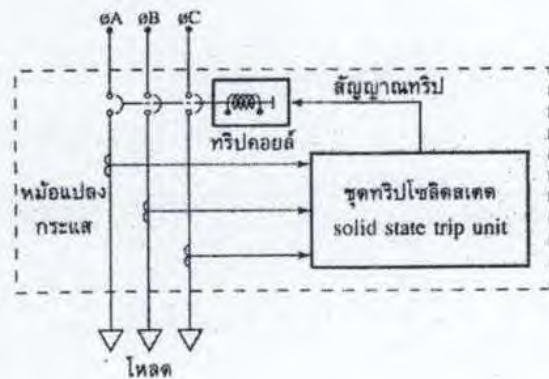 øA øB øC
สัญญาณทริป
ทริปคอยล์
หม้อแปลง
กระแส
ชุดทริปโซลิดสเตต
solid state trip unit
โหลด